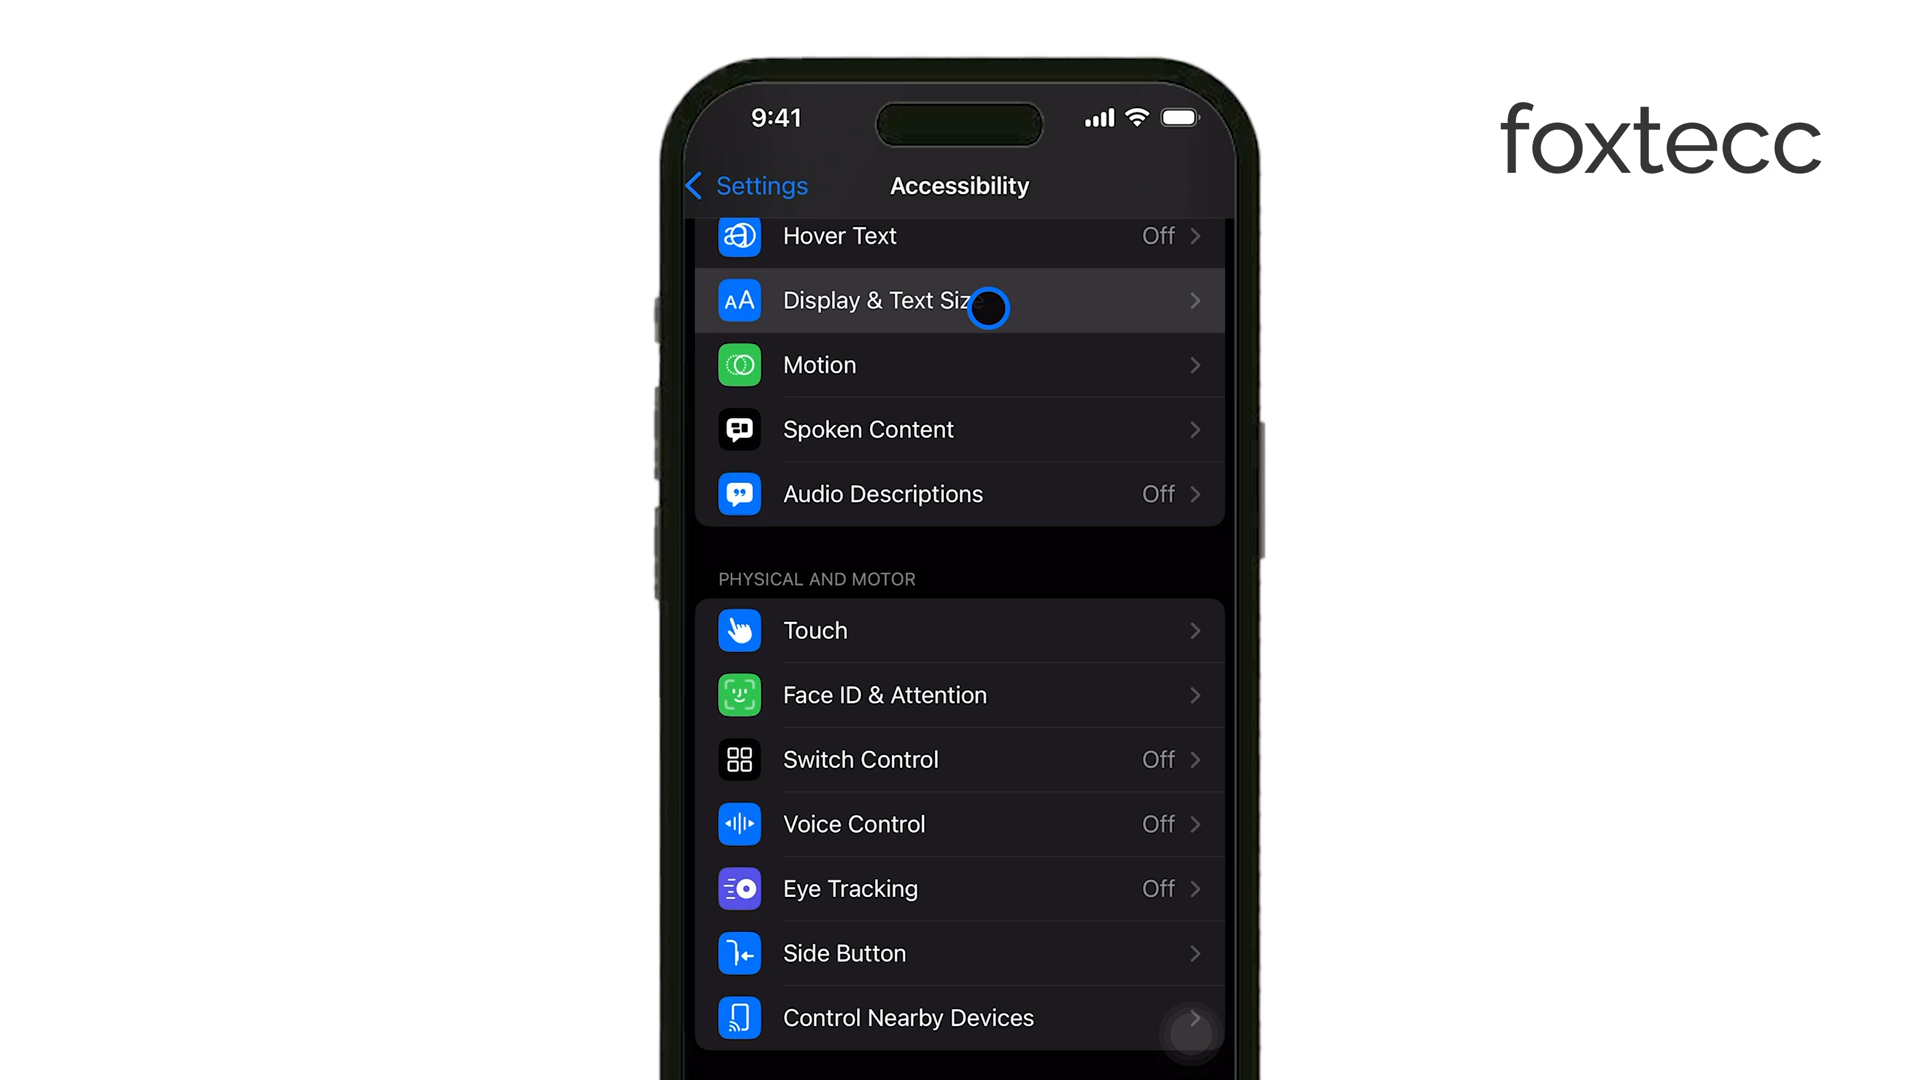 foxtecc
9:41
Settings
Accessibility
Hover Text Off
Display & Text Size
Motion
Spoken Content
Audio Descriptions Off
PHYSICAL AND MOTOR
Touch
Face ID & Attention
Switch Control Off
Voice Control Off
Eye Tracking Off
Side Button
Control Nearby Devices